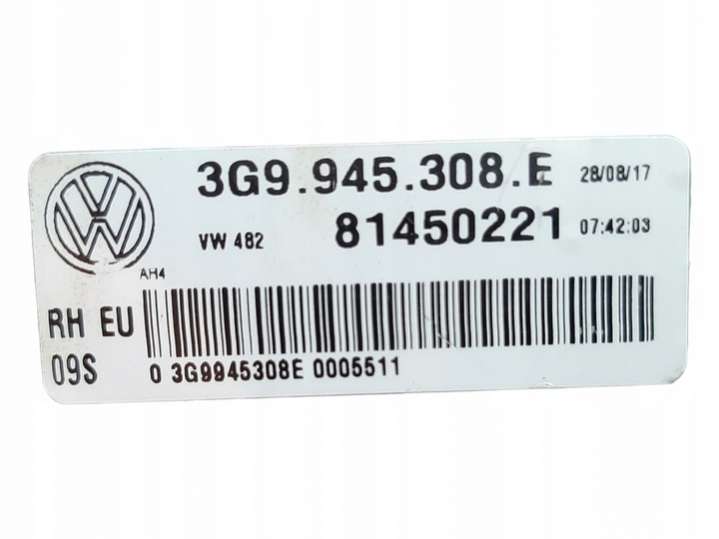 3G9.945.308.E 28/08/17
VW 482 81450221 07:42:03
AH4
RH EU
09S
0 3G9945308E 0005511